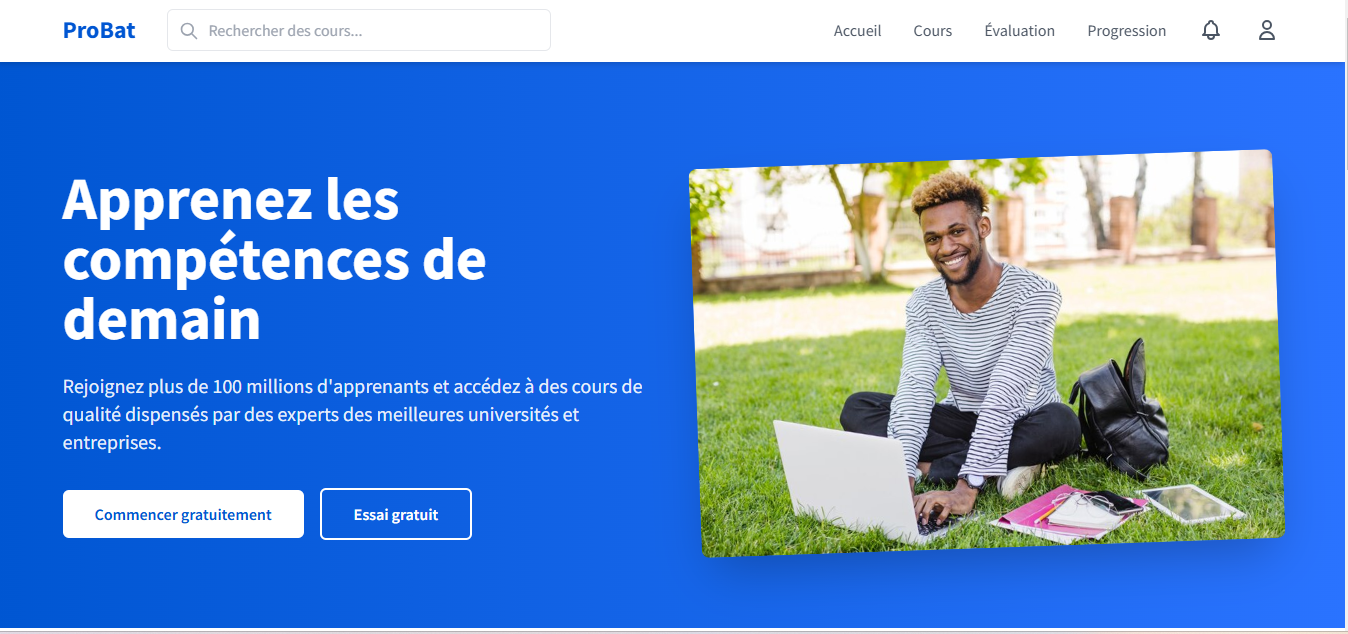 ProBat
Rechercher des cours...
Accueil
Cours
Évaluation
Progression
Apprenez les
compétences de
demain
Rejoignez plus de 100 millions d'apprenants et accédez à des cours de
qualité dispensés par des experts des meilleures universités et
entreprises.
Commencer gratuitement
Essai gratuit